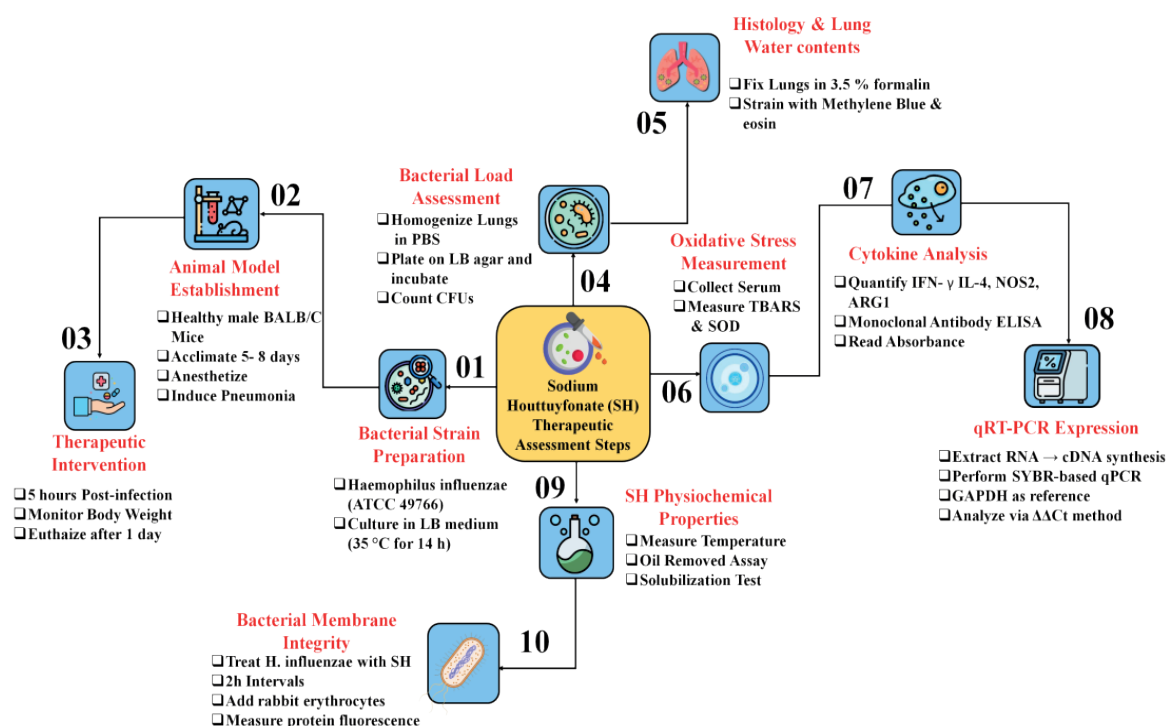 Sodium
Houttuyfonate (SH)
Therapeutic
Assessment Steps
01
Bacterial Strain
Preparation
❑Haemophilus influenzae
(ATCC 49766)
❑Culture in LB medium
(35 °C for 14 h)
02
Animal Model
Establishment
❑Healthy male BALB/C
Mice
❑Acclimate 5- 8 days
❑Anesthetize
❑Induce Pneumonia
03
Therapeutic
Intervention
❑5 hours Post-infection
❑Monitor Body Weight
❑Euthaize after 1 day
04
Bacterial Load
Assessment
❑Homogenize Lungs
in PBS
❑Plate on LB agar and
incubate
❑Count CFUs
05
Histology & Lung
Water contents
❑Fix Lungs in 3.5 % formalin
❑Strain with Methylene Blue &
eosin
06
Oxidative Stress
Measurement
❑Collect Serum
❑Measure TBARS
& SOD
07
Cytokine Analysis
❑Quantify IFN- γ IL-4, NOS2,
ARG1
❑Monoclonal Antibody ELISA
❑Read Absorbance
08
%
qRT-PCR Expression
❑Extract RNA → cDNA synthesis
❑Perform SYBR-based qPCR
❑GAPDH as reference
❑Analyze via ΔΔCt method
09
SH Physiochemical
Properties
❑Measure Temperature
❑Oil Removed Assay
❑Solubilization Test
10
Bacterial Membrane
Integrity
❑Treat H. influenzae with SH
❑2h Intervals
❑Add rabbit erythrocytes
❑Measure protein fluorescence